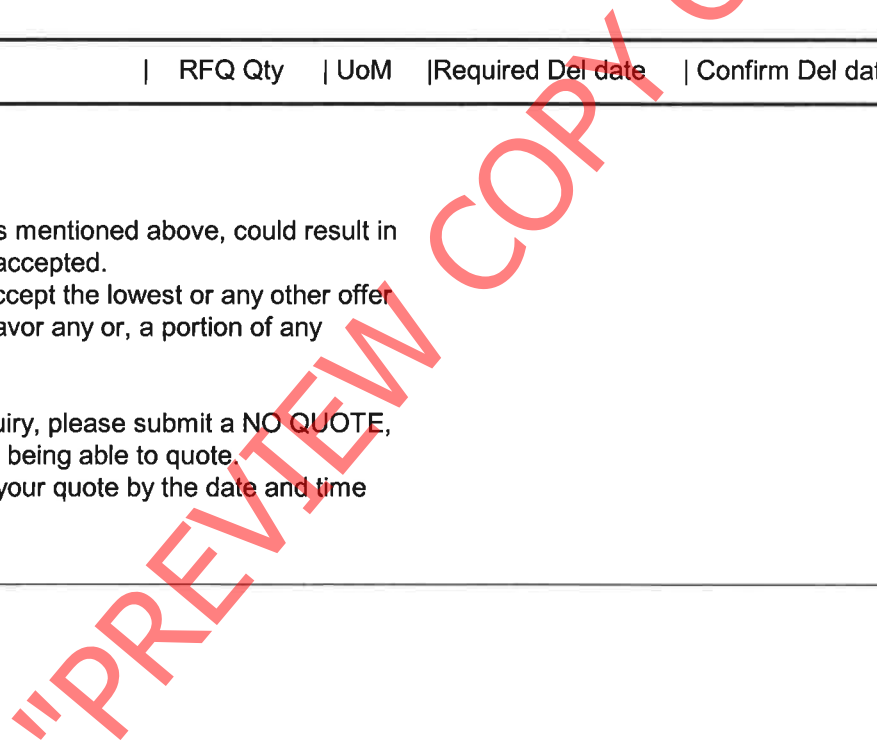 | RFQ Qty | UoM |Required Del date | Confirm Del dat
s mentioned above, could result in
accepted.
ccept the lowest or any other offer
avor any or, a portion of any
uiry, please submit a NO QUOTE,
being able to quote.
your quote by the date and time
"PREVIEW COPY